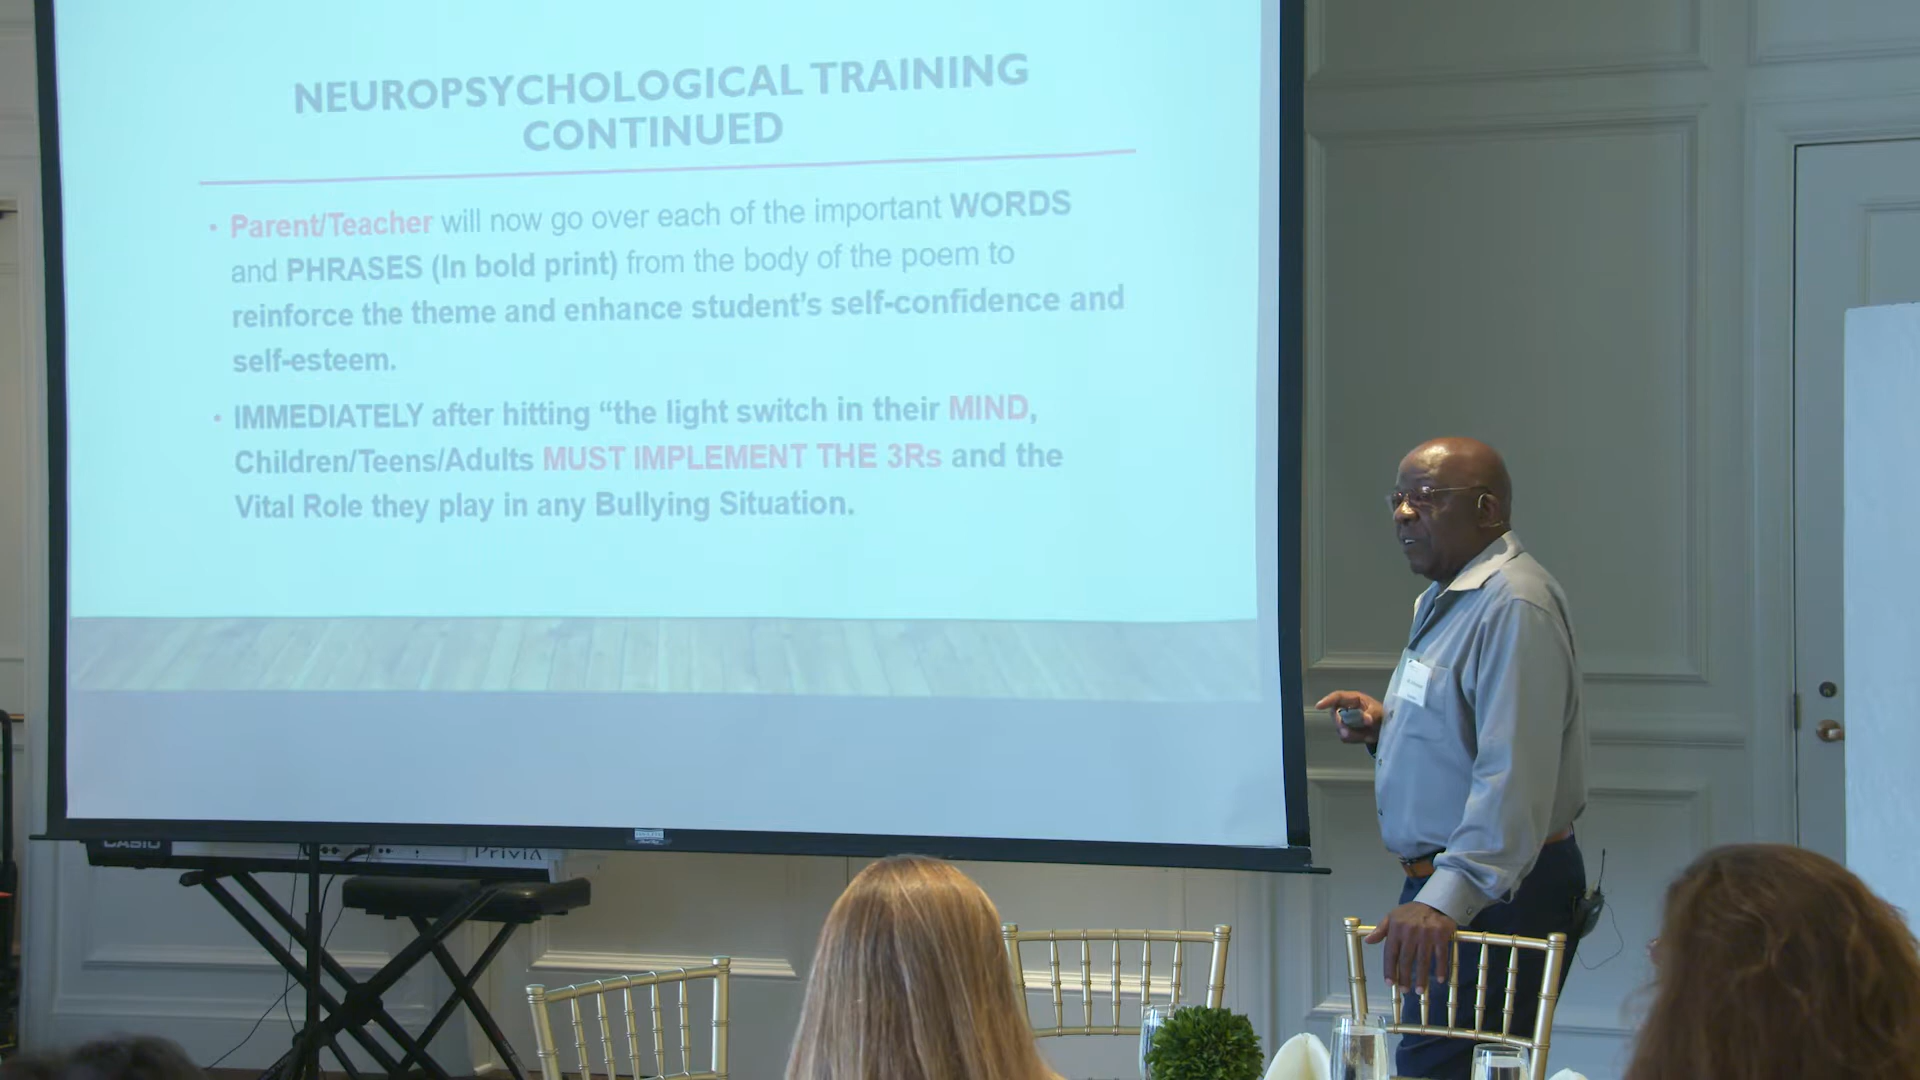 NEUROPSYCHOLOGICAL TRAINING
CONTINUED
• Parent/Teacher will now go over each of the important WORDS
and PHRASES (In bold print) from the body of the poem to
reinforce the theme and enhance student's self-confidence and
self-esteem.
• IMMEDIATELY after hitting “the light switch in their MIND,
Children/Teens/Adults MUST IMPLEMENT THE 3Rs and the
Vital Role they play in any Bullying Situation.
CASIO
Privia